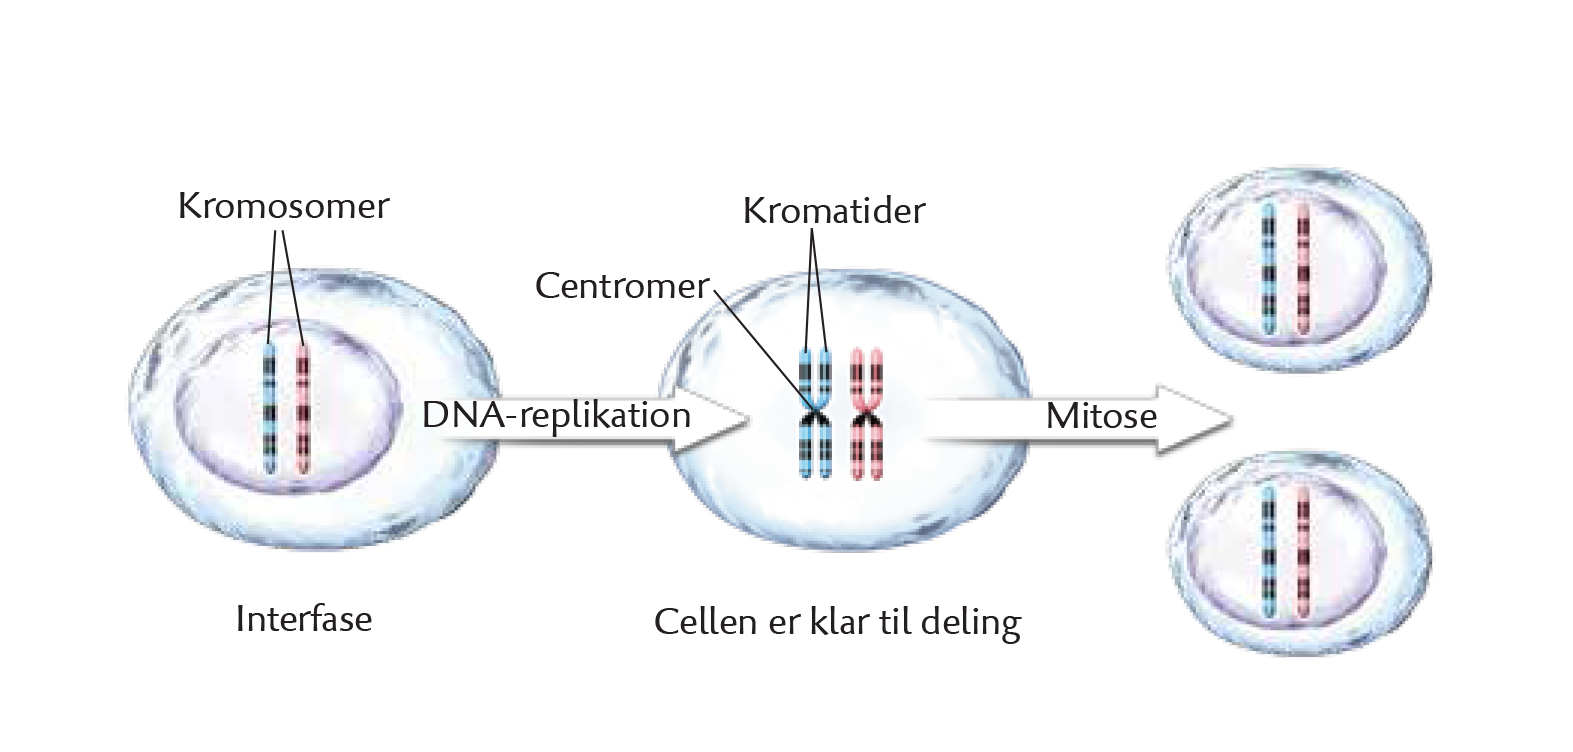 Kromosomer
Kromatider
Centromer
DNA-replikation
Mitose
Interfase
Cellen er klar til deling